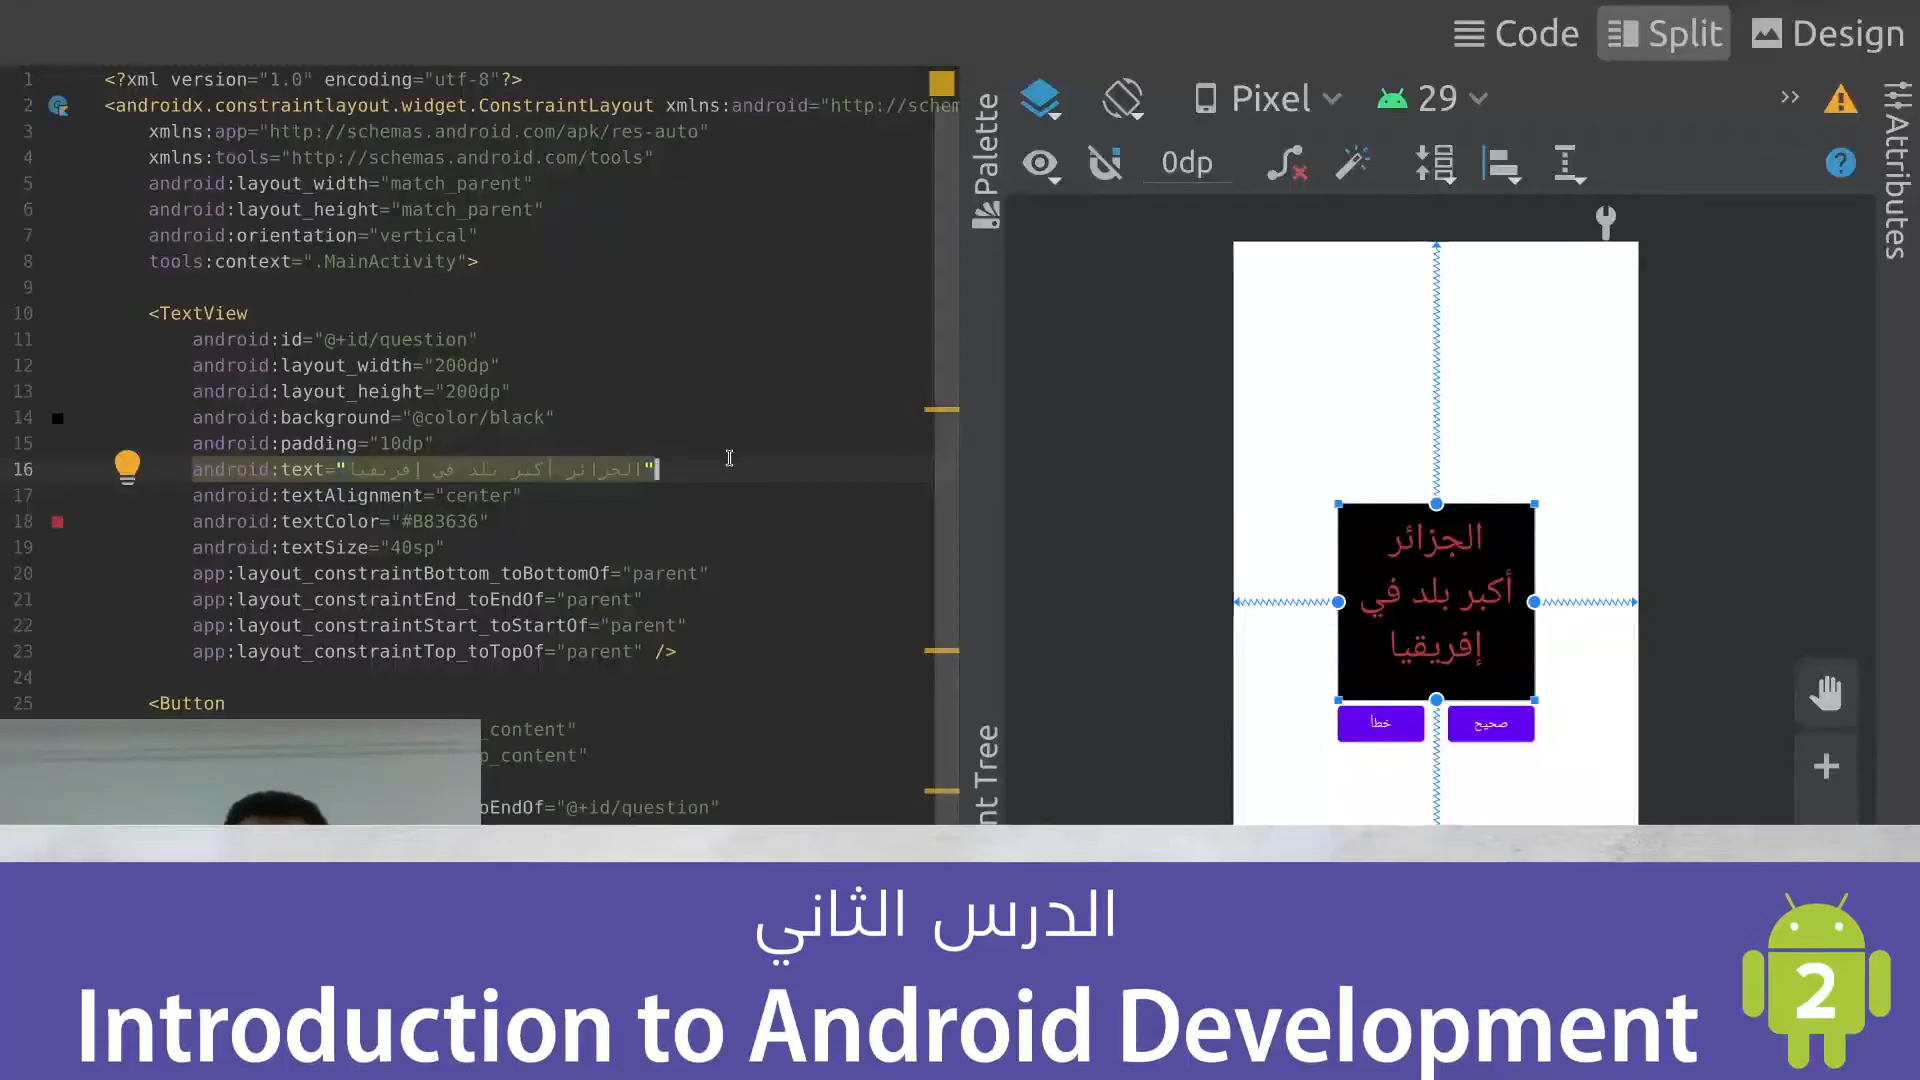 Code Split Design
1 <?xml version="1.0" encoding="utf-8"?>
2 <androidx.constraintlayout.widget.ConstraintLayout xmlns:android="http://schem
3 xmlns:app="http://schemas.android.com/apk/res-auto"
4 xmlns:tools="http://schemas.android.com/tools"
5 android:layout_width="match_parent"
6 android:layout_height="match_parent"
7 android:orientation="vertical"
8 tools:context=".MainActivity">
9
10 <TextView
11 android:id="@+id/question"
12 android:layout_width="200dp"
13 android:layout_height="200dp"
14 android:background="@color/black"
15 android:padding="10dp"
16 android:text="الجزائر أكبر بلد في إفريقيا"
17 android:textAlignment="center"
18 android:textColor="#B83636"
19 android:textSize="40sp"
20 app:layout_constraintBottom_toBottomOf="parent"
21 app:layout_constraintEnd_toEndOf="parent"
22 app:layout_constraintStart_toStartOf="parent"
23 app:layout_constraintTop_toTopOf="parent" />
24
25 <Button
_content"
p_content"
oEndOf="@+id/question"
Palette
Pixel 29
0dp
Attributes
nt Tree
الجزائر
أكبر بلد في
إفريقيا
صحيح
خطأ
الدرس الثاني
Introduction to Android Development
2